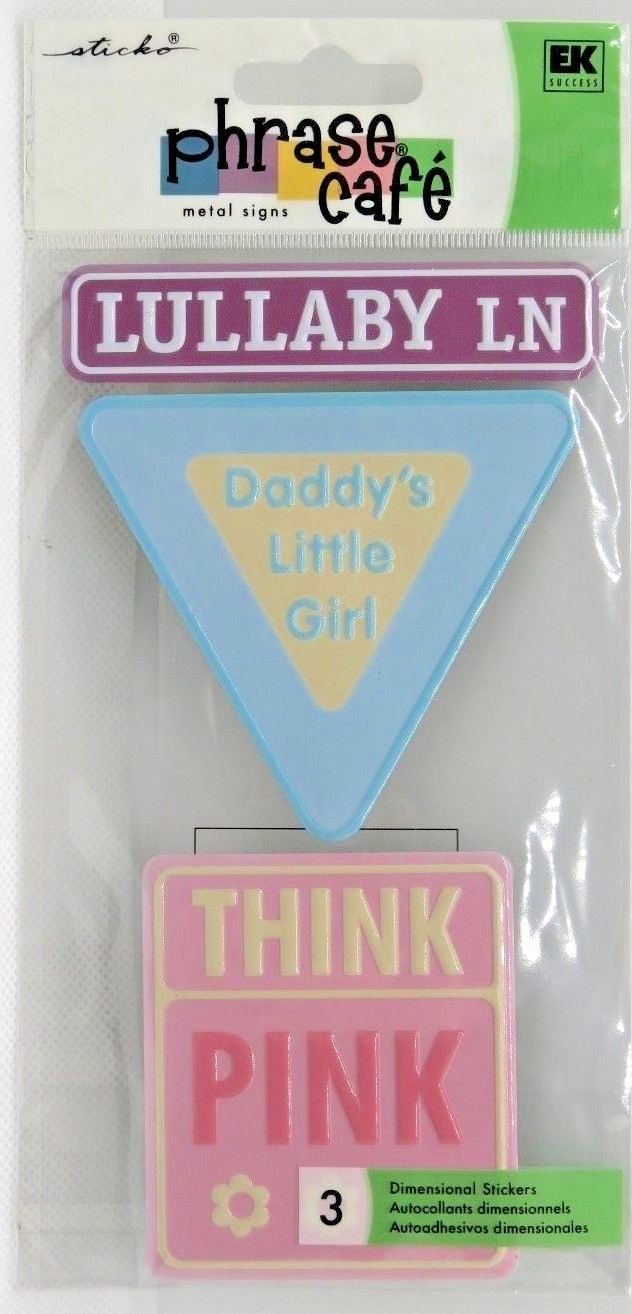 sticko®
EK
SUCCESS
phrase®
café
metal signs
LULLABY LN
Daddy's
Little
Girl
THINK
PINK
3
Dimensional Stickers
Autocollants dimensionnels
Autoadhesivos dimensionales